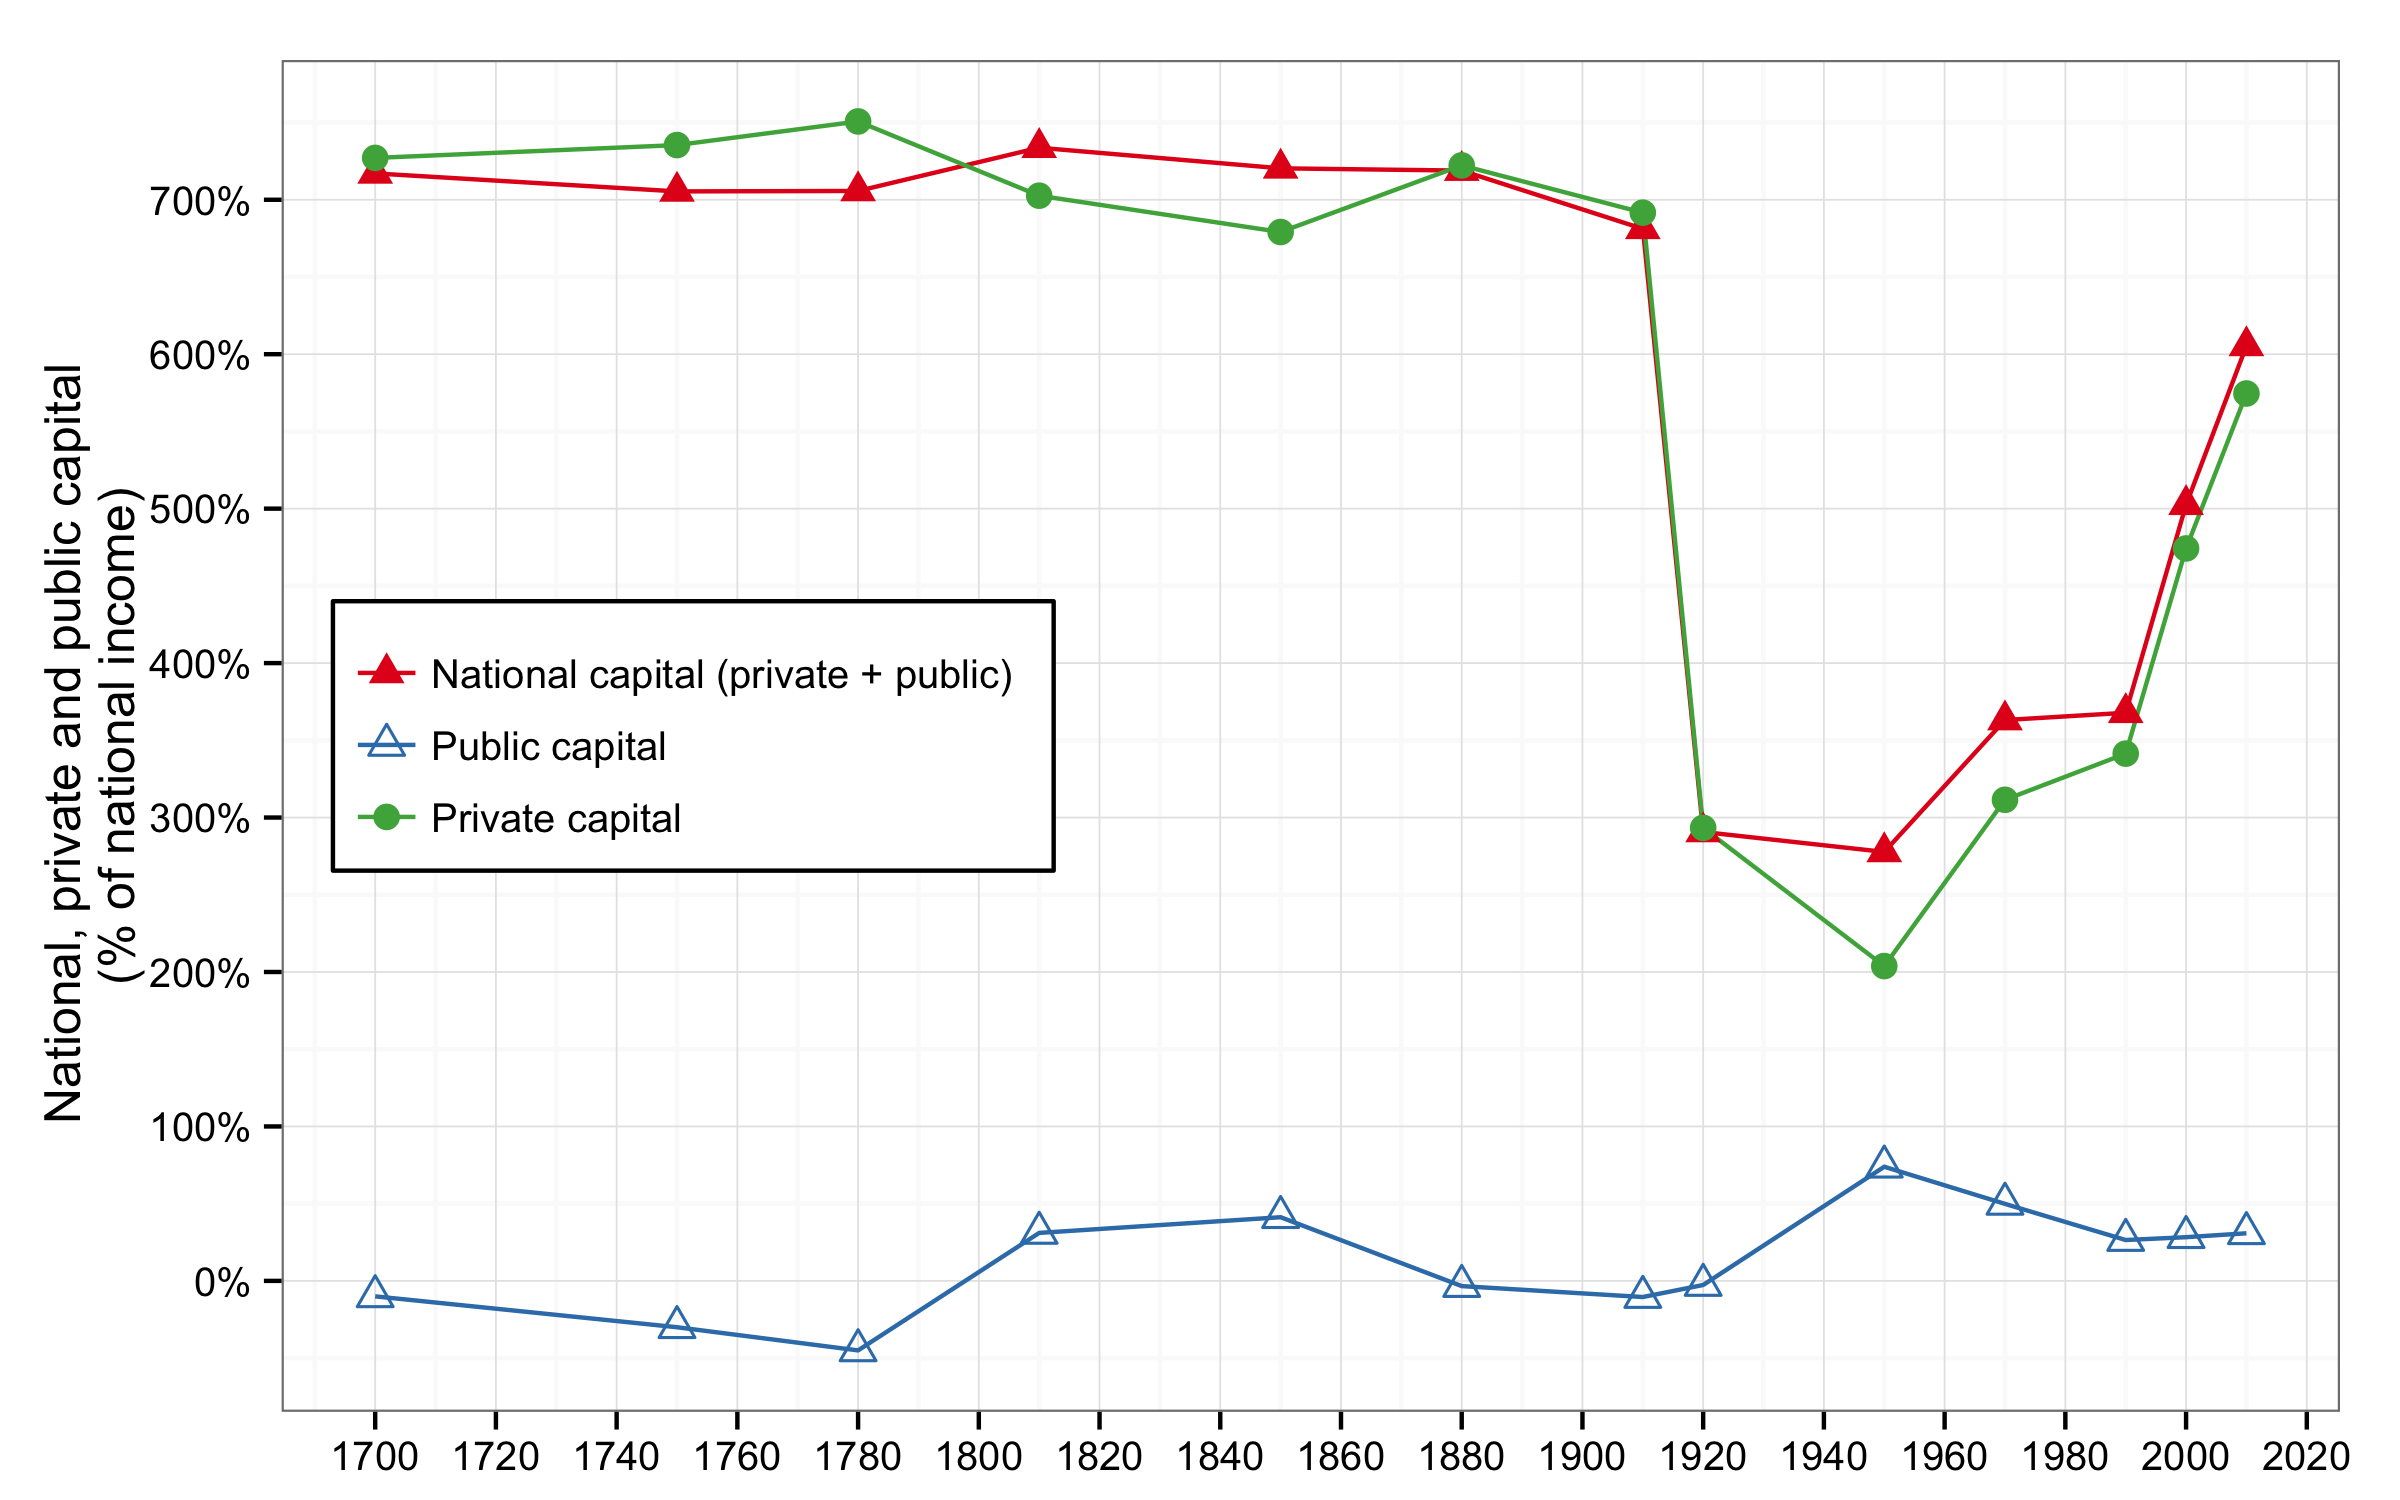 National, private and public capital
(% of national income)
700%
600%
500%
400%
300%
200%
100%
0%
National capital (private + public)
Public capital
Private capital
1700 1720 1740 1760 1780 1800 1820 1840 1860 1880 1900 1920 1940 1960 1980 2000 2020